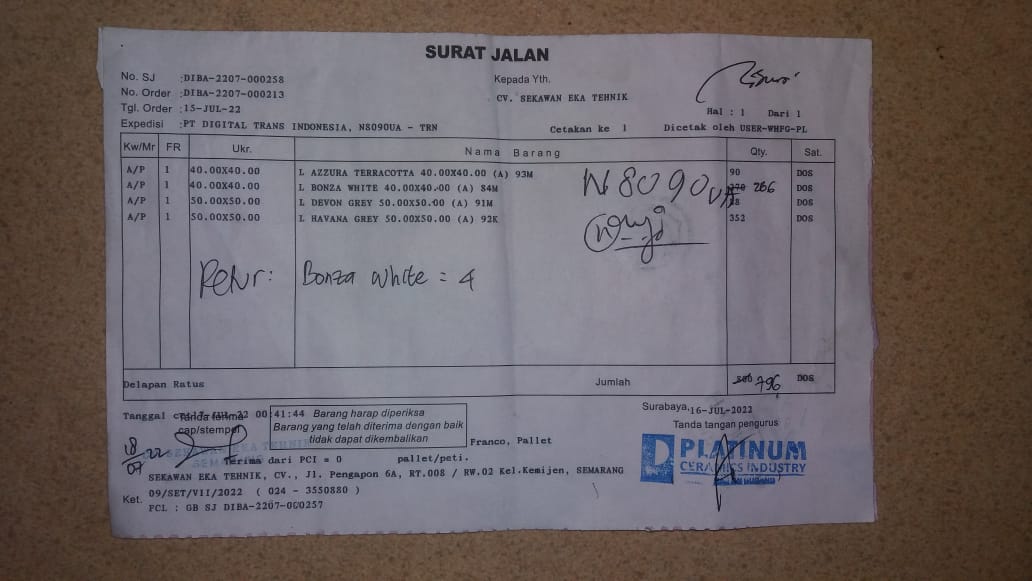 SURAT JALAN
No. SJ :DIBA-2207-000258
Kepada Yth.
No. Order :DIBA-2207-000213
CV. SEKAWAN EKA TEHNIK
Tgl. Order :15-JUL-22
Hal : 1 Dari 1
Expedisi :PT DIGITAL TRANS INDONESIA, N8090UA - TRN
Cetakan ke 1 Dicetak oleh USER-WHFG-PL
Kw/Mr FR Ukr. Nama Barang Qty. Sat.
A/P 1 40.00X40.00 L AZZURA TERRACOTTA 40.00X40.00 (A) 93M 90 DOS
A/P 1 40.00X40.00 L BONZA WHITE 40.00X40.00 (A) 84M 266 DOS
A/P 1 50.00X50.00 L DEVON GREY 50.00X50.00 (A) 91M DOS
A/P 1 50.00X50.00 L HAVANA GREY 50.00X50.00 (A) 92K 352 DOS
N 8090 UA
Retur: Bonza white = 4
Delapan Ratus Jumlah 800 796 DOS
Tanggal 22 00:41:44
Tanda terima
cap/stempel
Barang harap diperiksa
Barang yang telah diterima dengan baik
tidak dapat dikembalikan
Surabaya, 16-JUL-2022
Tanda tangan pengurus
18/07 22
SEKAWAN EKA TEHNIK
SEMARANG
Franco, Pallet
PLATINUM
CERAMICS INDUSTRY
Terima dari PCI = 0 pallet/peti.
SEKAWAN EKA TEHNIK, CV., Jl. Pengapon 6A, RT.008 / RW.02 Kel.Kemijen, SEMARANG
Ket. 09/SET/VII/2022 ( 024 - 3550880 )
FCL : GB SJ DIBA-2207-000257